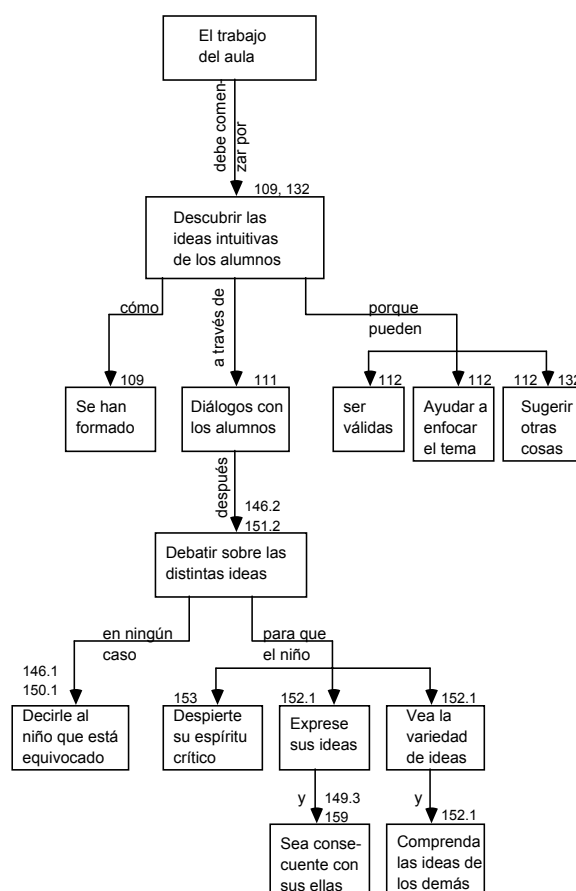 El trabajo
del aula
debe comen-
zar por
109, 132
Descubrir las
ideas intuitivas
de los alumnos
cómo
a través de
porque
pueden
109
111
112
112
112
132
Se han
formado
Diálogos con
los alumnos
ser
válidas
Ayudar a
enfocar
el tema
Sugerir
otras
cosas
después
146.2
151.2
Debatir sobre las
distintas ideas
en ningún
caso
para que
el niño
146.1
150.1
153
152.1
152.1
Decirle al
niño que está
equivocado
Despierte
su espíritu
crítico
Exprese
sus ideas
Vea la
variedad
de ideas
y
149.3
159
y
152.1
Sea conse-
cuente con
sus ellas
Comprenda
las ideas de
los demás